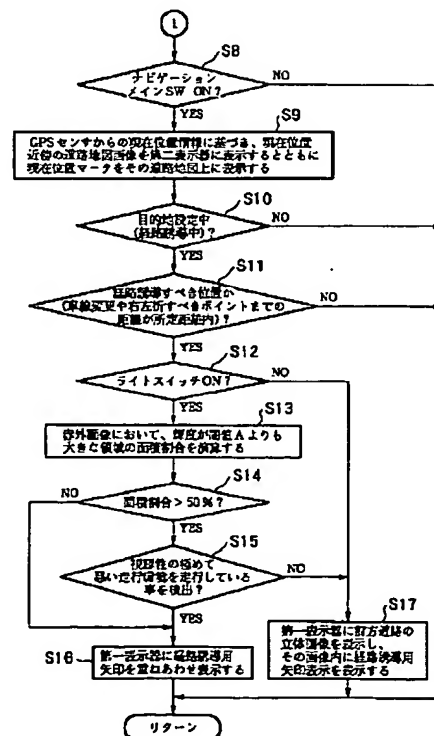 1
S8
ナビゲーション
メインSW ON?
NO
YES
S9
GPSセンサからの現在位置情報に基づき、現在位置
近傍の道路地図画像を第二表示器に表示するとともに
現在位置マークをその道路地図上に表示する
S10
目的地設定中
(経路誘導中)?
NO
YES
S11
経路誘導すべき位置か
(車線変更や右左折すべきポイントまでの
距離が所定距離内)?
NO
YES
S12
ライトスイッチON?
NO
YES
S13
赤外画像において、輝度が閾値Aよりも
大きな領域の面積割合を演算する
S14
NO
面積割合>50%?
YES
S15
視認性の極めて
悪い走行環境を走行している
事を検出?
NO
YES
S16
第一表示器に経路誘導用
矢印を重ねあわせ表示する
S17
第一表示器に前方道路の
立体画像を表示し、
その画像内に経路誘導用
矢印表示を表示する
リターン